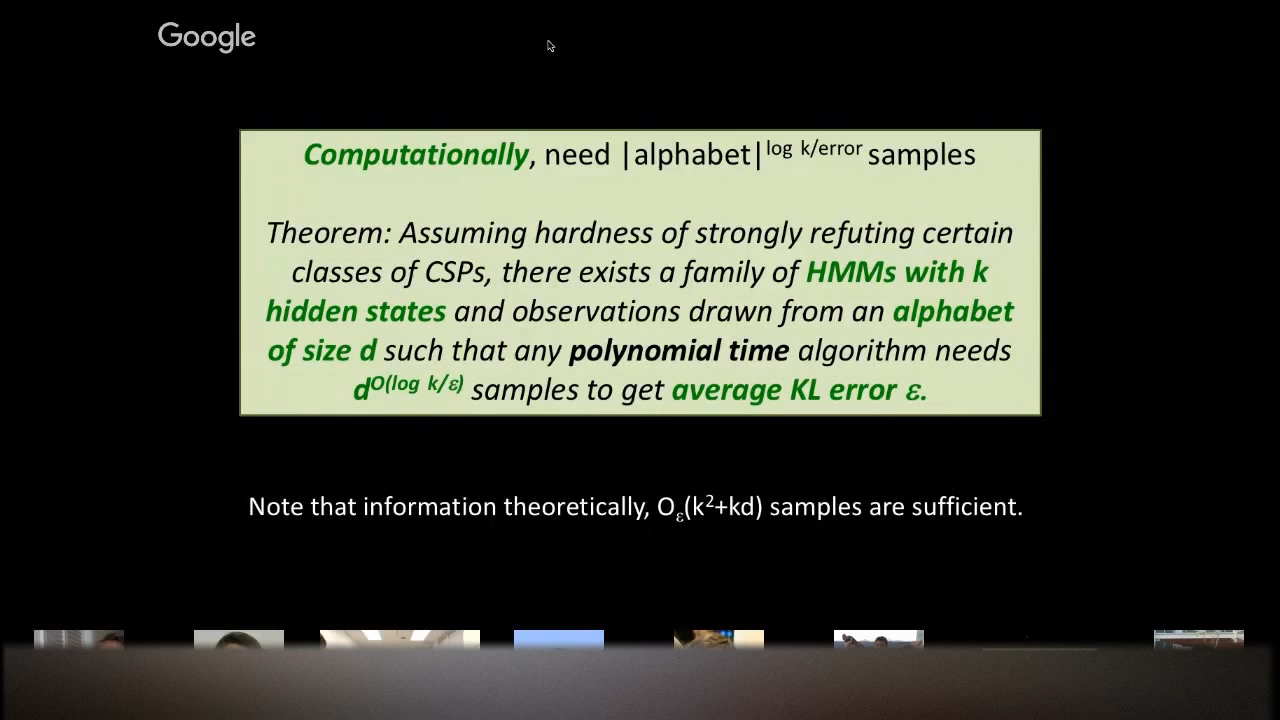 Google
Computationally, need |alphabet|^log k/error samples
Theorem: Assuming hardness of strongly refuting certain
classes of CSPs, there exists a family of HMMs with k
hidden states and observations drawn from an alphabet
of size d such that any polynomial time algorithm needs
d^O(log k/ε) samples to get average KL error ε.
Note that information theoretically, O_ε(k²+kd) samples are sufficient.